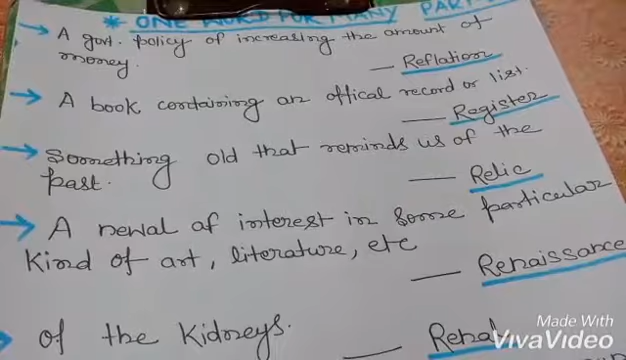 * ONE WORD FOR MANY PART-
→ A govt. policy of increasing the amount of
money.
— Reflation
→ A book containing an offical record or list.
— Register
→ Something old that reminds us of the
past.
— Relic
→ A newal of interest in some particular
kind of art, literature, etc
— Renaissance
of the kidneys.
— Renal
Made With
VivaVideo